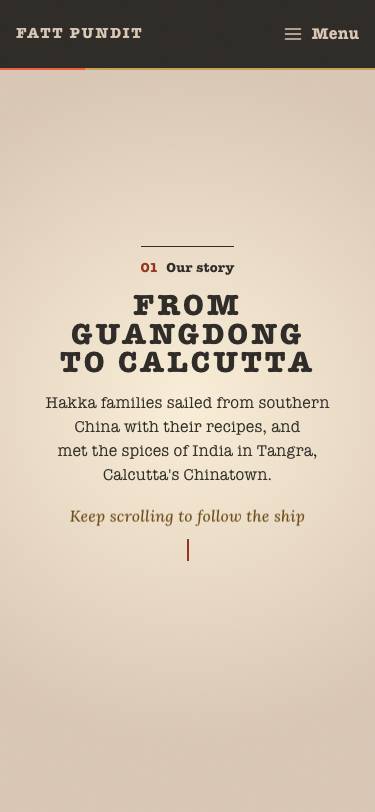 FATT PUNDIT
Menu
01 Our story
FROM
GUANGDONG
TO CALCUTTA
Hakka families sailed from southern
China with their recipes, and
met the spices of India in Tangra,
Calcutta's Chinatown.
Keep scrolling to follow the ship